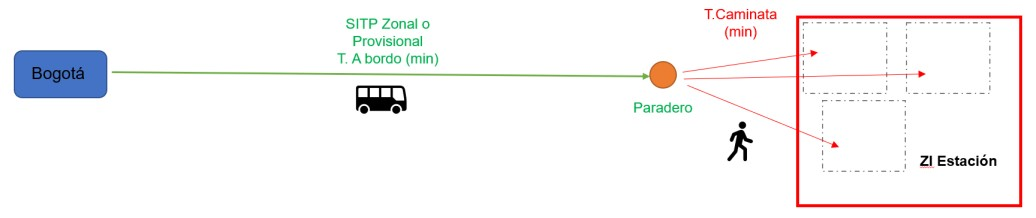 SITP Zonal o
Provisional
T. A bordo (min)
T.Caminata
(min)
Bogotá
Paradero
ZI Estación